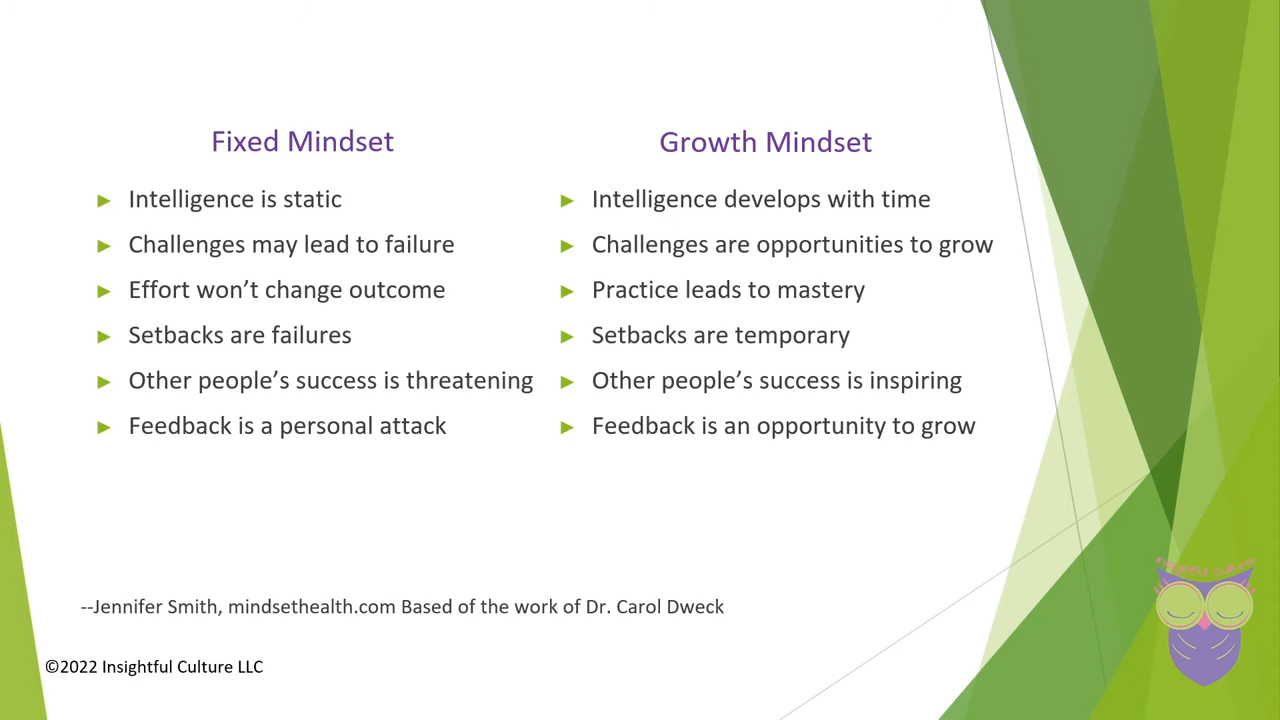 Fixed Mindset
Intelligence is static
Challenges may lead to failure
Effort won’t change outcome
Setbacks are failures
Other people’s success is threatening
Feedback is a personal attack
Growth Mindset
Intelligence develops with time
Challenges are opportunities to grow
Practice leads to mastery
Setbacks are temporary
Other people’s success is inspiring
Feedback is an opportunity to grow
--Jennifer Smith, mindsethealth.com Based of the work of Dr. Carol Dweck
©2022 Insightful Culture LLC
Insightful Culture